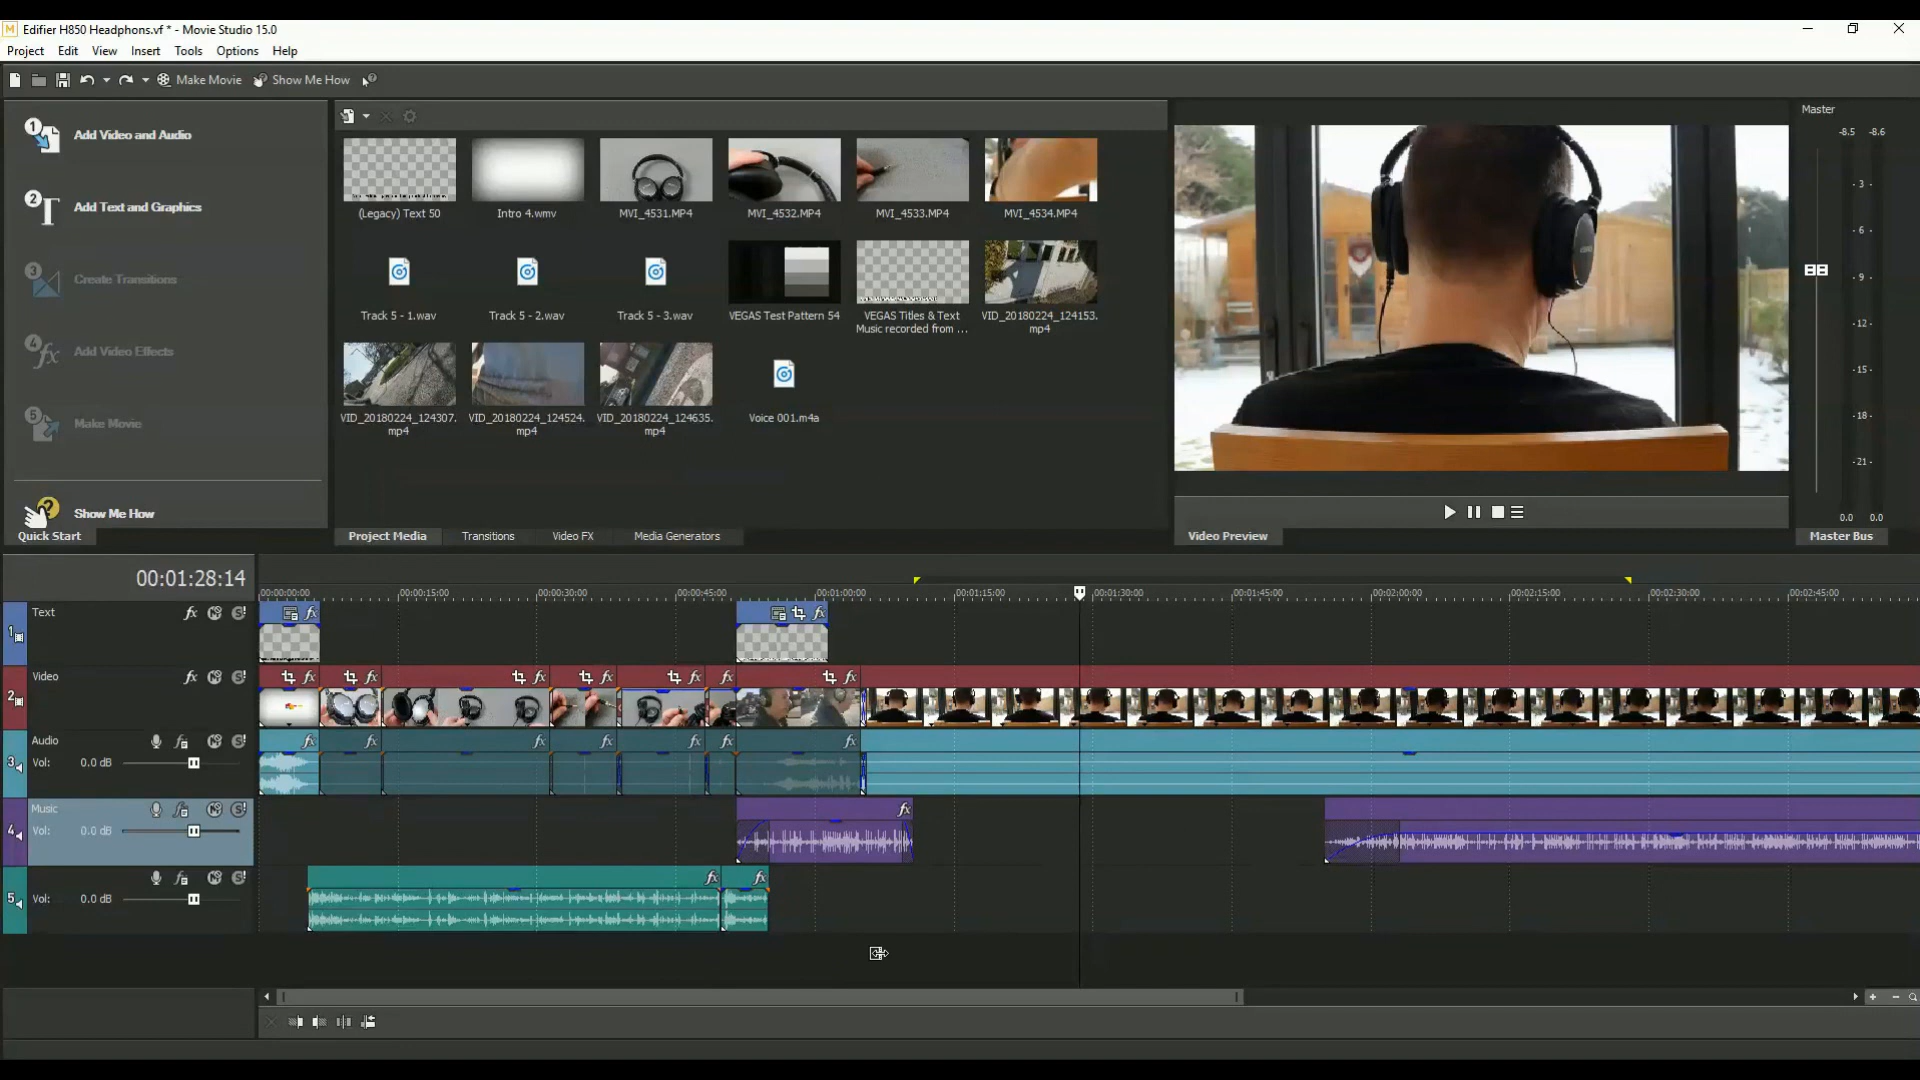 Edifier H850 Headphons.vf * - Movie Studio 15.0
Project Edit View Insert Tools Options Help
Make Movie Show Me How
1 Add Video and Audio
2 Add Text and Graphics
3 Create Transitions
4 Add Video Effects
5 Make Movie
Show Me How
Quick Start
(Legacy) Text 50
Intro 4.wmv
MVI_4531.MP4
MVI_4532.MP4
MVI_4533.MP4
MVI_4534.MP4
Track 5 - 1.wav
Track 5 - 2.wav
Track 5 - 3.wav
VEGAS Test Pattern 54
VEGAS Titles & Text
Music recorded from ...
VID_20180224_124153.
mp4
VID_20180224_124307.
mp4
VID_20180224_124524.
mp4
VID_20180224_124635.
mp4
Voice 001.m4a
Project Media Transitions Video FX Media Generators
Video Preview
Master
-8.5 -8.6
- 3 -
- 6 -
- 9 -
-12-
-15-
-18-
-21-
0.0 0.0
Master Bus
00:01:28:14
00:00:00:00 00:00:15:00 00:00:30:00 00:00:45:00 00:01:00:00 00:01:15:00 00:01:30:00 00:01:45:00 00:02:00:00 00:02:15:00 00:02:30:00 00:02:45:00
1 Text fx
2 Video fx
3 Audio
Vol: 0.0 dB
4 Music
Vol: 0.0 dB
5 Vol: 0.0 dB